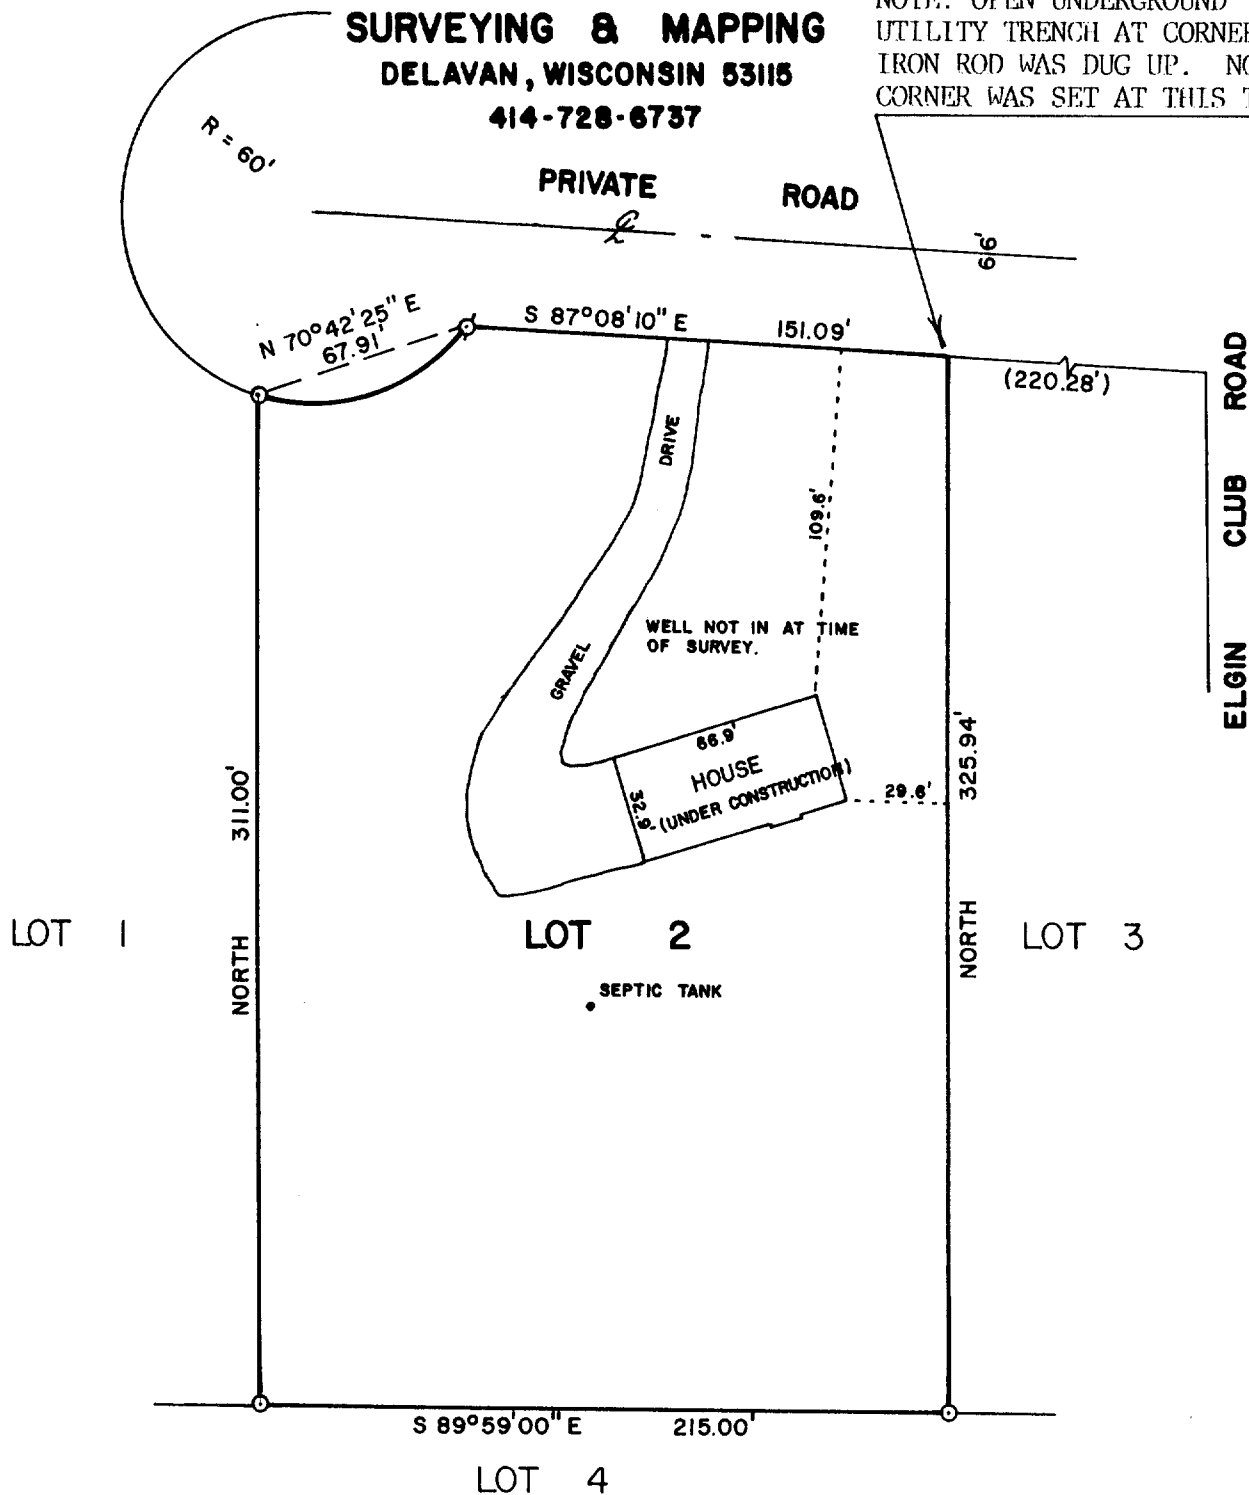 SURVEYING & MAPPING
DELAVAN, WISCONSIN 53115
414-728-6737
NOTE: OPEN UNDERGROUND
UTILITY TRENCH AT CORNER
IRON ROD WAS DUG UP. NO
CORNER WAS SET AT THIS T
R = 60'
PRIVATE ROAD
℄
66'
N 70°42'25" E
67.91'
S 87°08'10" E 151.09'
(220.28')
ELGIN CLUB ROAD
DRIVE
109.6'
WELL NOT IN AT TIME
OF SURVEY.
GRAVEL
66.9'
HOUSE
(UNDER CONSTRUCTION)
32.9'
29.6'
NORTH 311.00'
NORTH 325.94'
LOT 1
LOT 2
LOT 3
SEPTIC TANK
S 89°59'00" E 215.00'
LOT 4